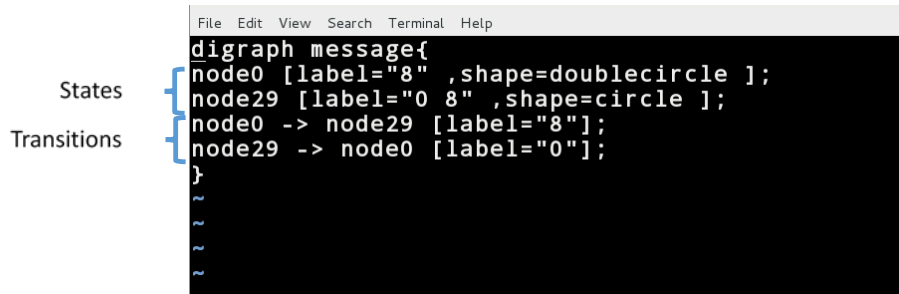 File Edit View Search Terminal Help
digraph message{
States
node0 [label="8" ,shape=doublecircle ];
node29 [label="0 8" ,shape=circle ];
Transitions
node0 -> node29 [label="8"];
node29 -> node0 [label="0"];
}
~
~
~
~